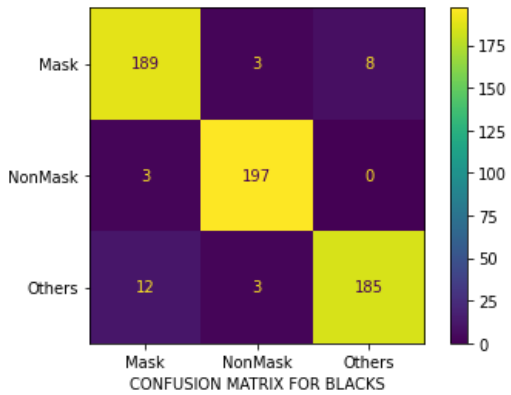 Mask 189 3 8
NonMask 3 197 0
Others 12 3 185
Mask NonMask Others
CONFUSION MATRIX FOR BLACKS
175
150
125
100
75
50
25
0